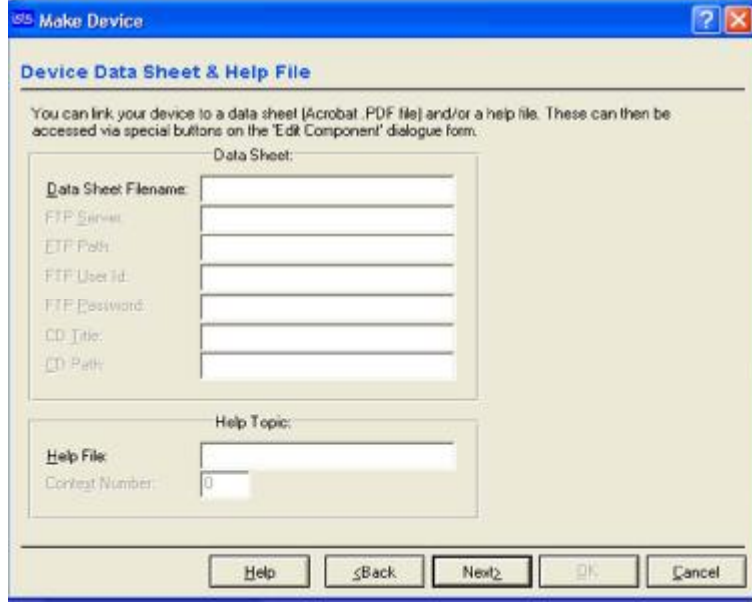 ISIS Make Device
Device Data Sheet & Help File
You can link your device to a data sheet (Acrobat .PDF file) and/or a help file. These can then be
accessed via special buttons on the 'Edit Component' dialogue form.
Data Sheet:
Data Sheet Filename:
FTP Server:
FTP Path:
FTP User Id:
FTP Password:
CD Title:
CD Path:
Help Topic:
Help File:
Context Number: 0
Help <Back Next> OK Cancel